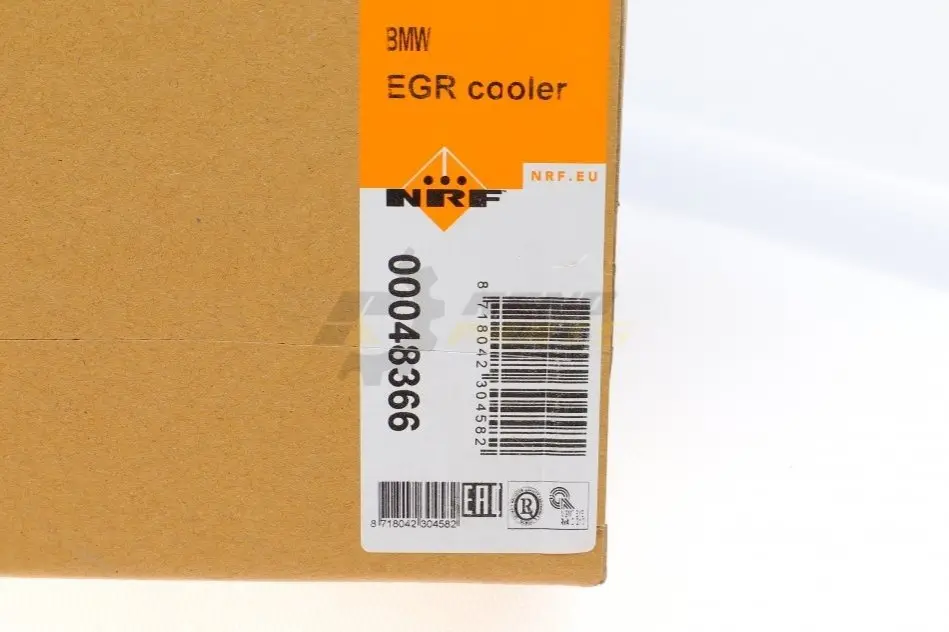 BMW
EGR cooler
NRF.EU
NRF
00048366
8 718042 304582
8 718042 304582
EAC
R